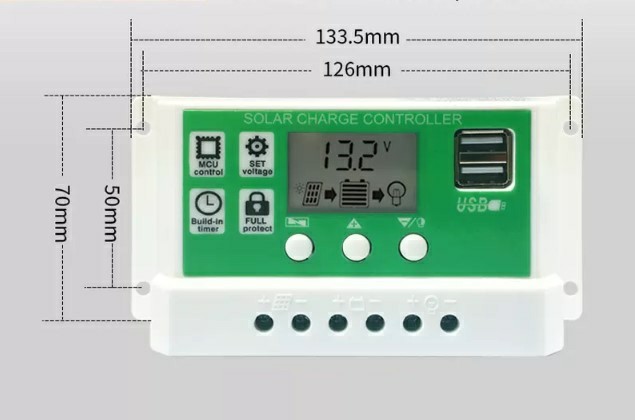 133.5mm
126mm
70mm
50mm
SOLAR CHARGE CONTROLLER
MCU
control
SET
voltage
13.2 V
Build-in
timer
FULL
protect
USB